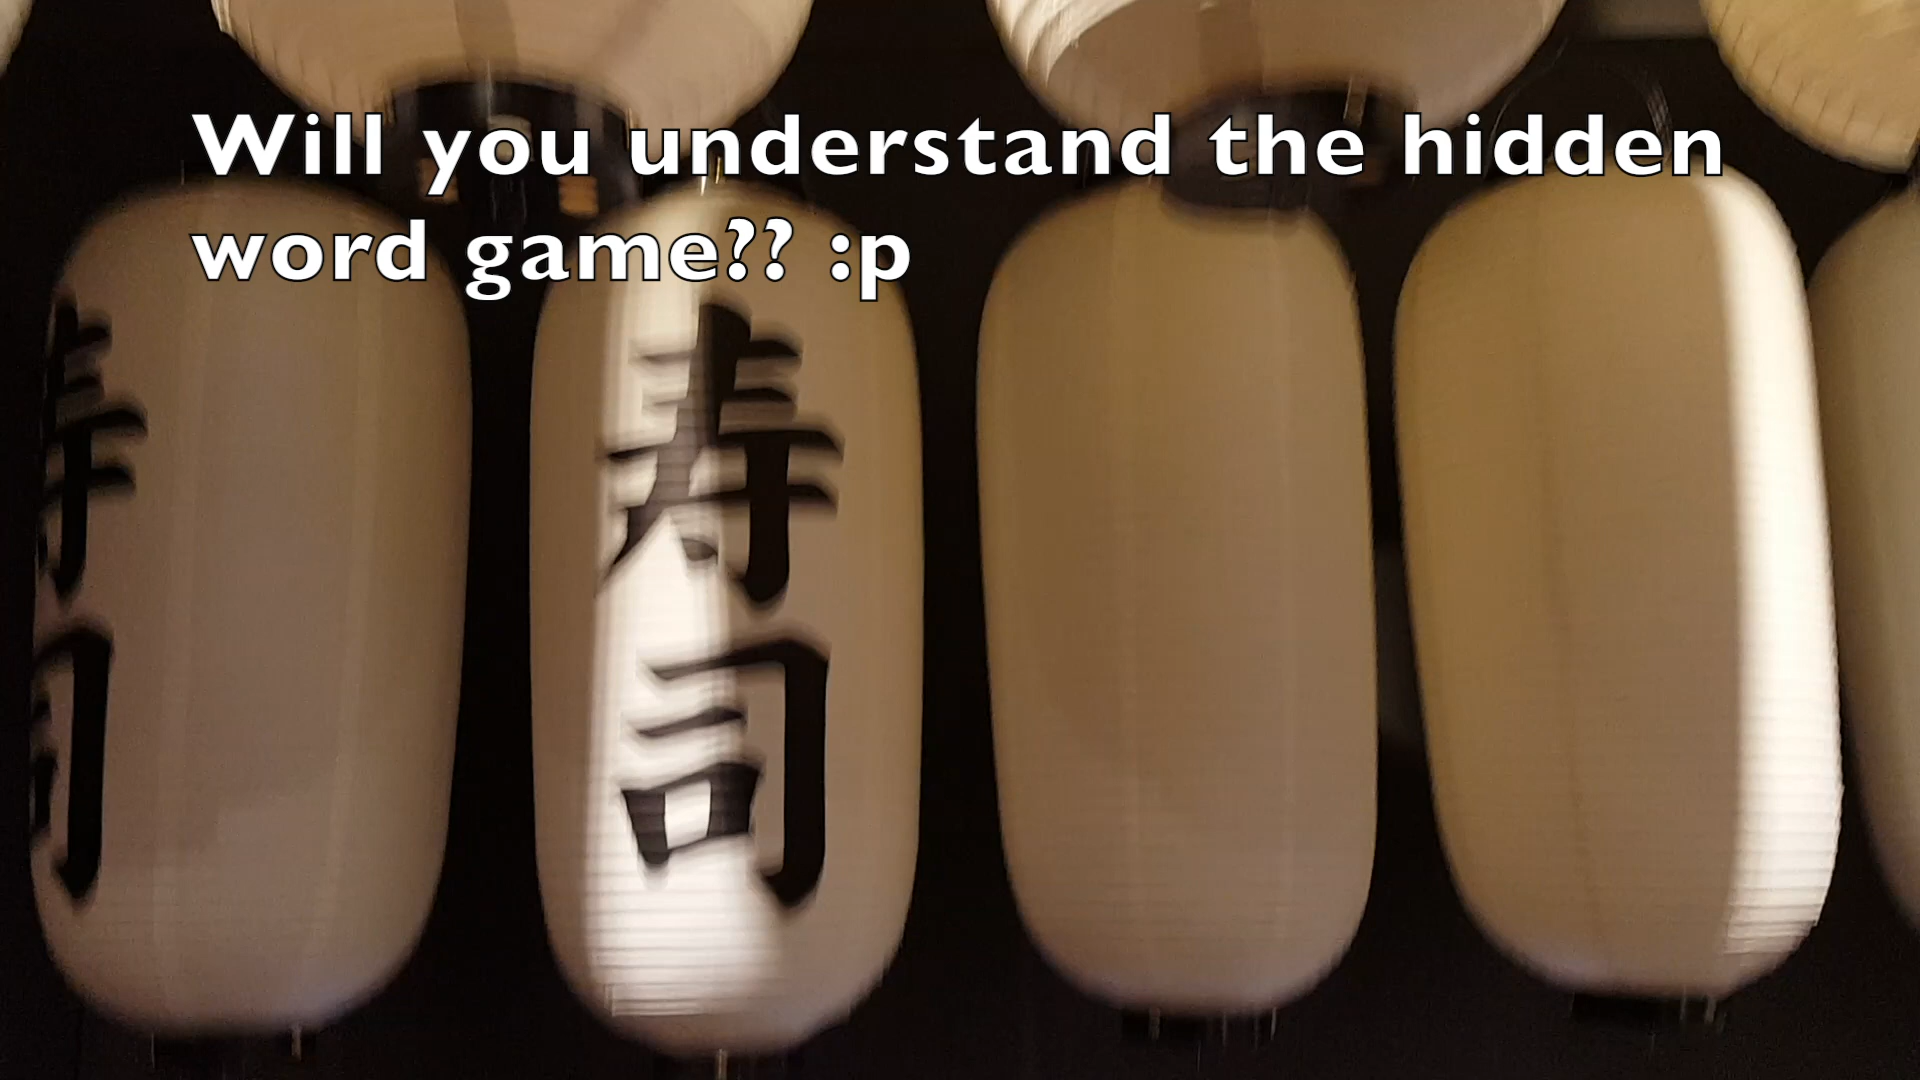 Will you understand the hidden
word game?? :p
寿司
寿司